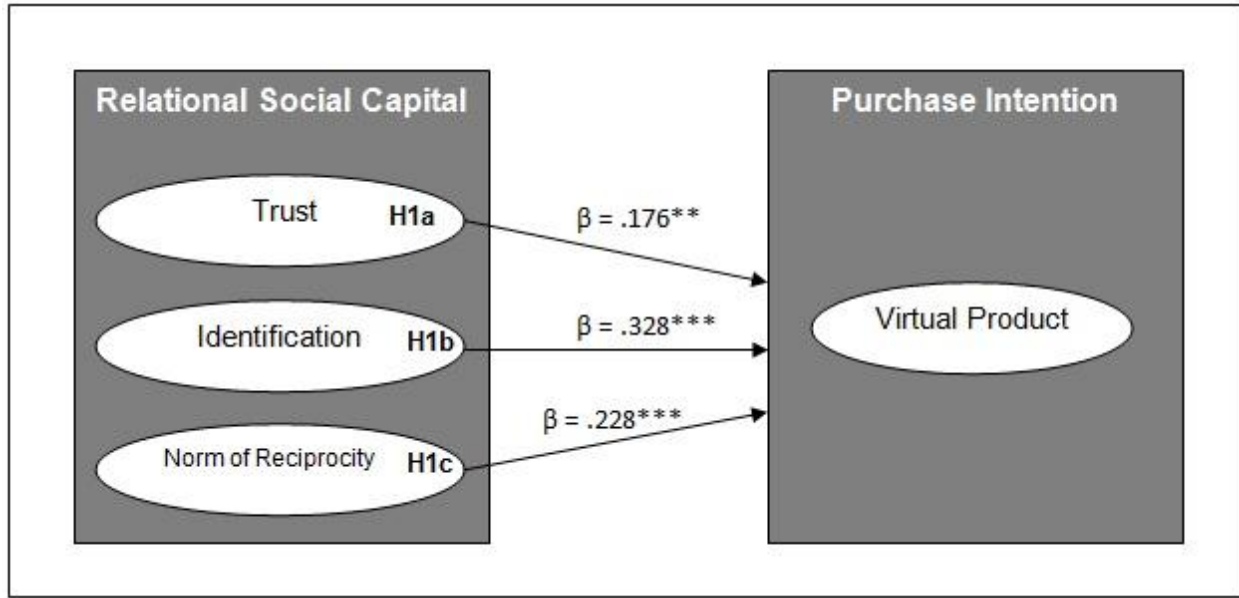 Relational Social Capital
Trust H1a
Identification H1b
Norm of Reciprocity H1c
β = .176**
β = .328***
β = .228***
Purchase Intention
Virtual Product